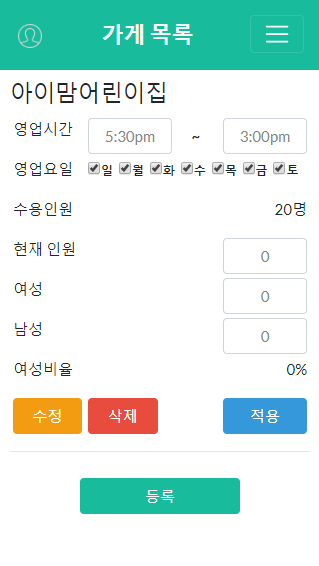 가게 목록
아이맘어린이집
영업시간 5:30pm ~ 3:00pm
영업요일 일 월 화 수 목 금 토
수용인원 20명
현재 인원 0
여성 0
남성 0
여성비율 0%
수정 삭제 적용
등록